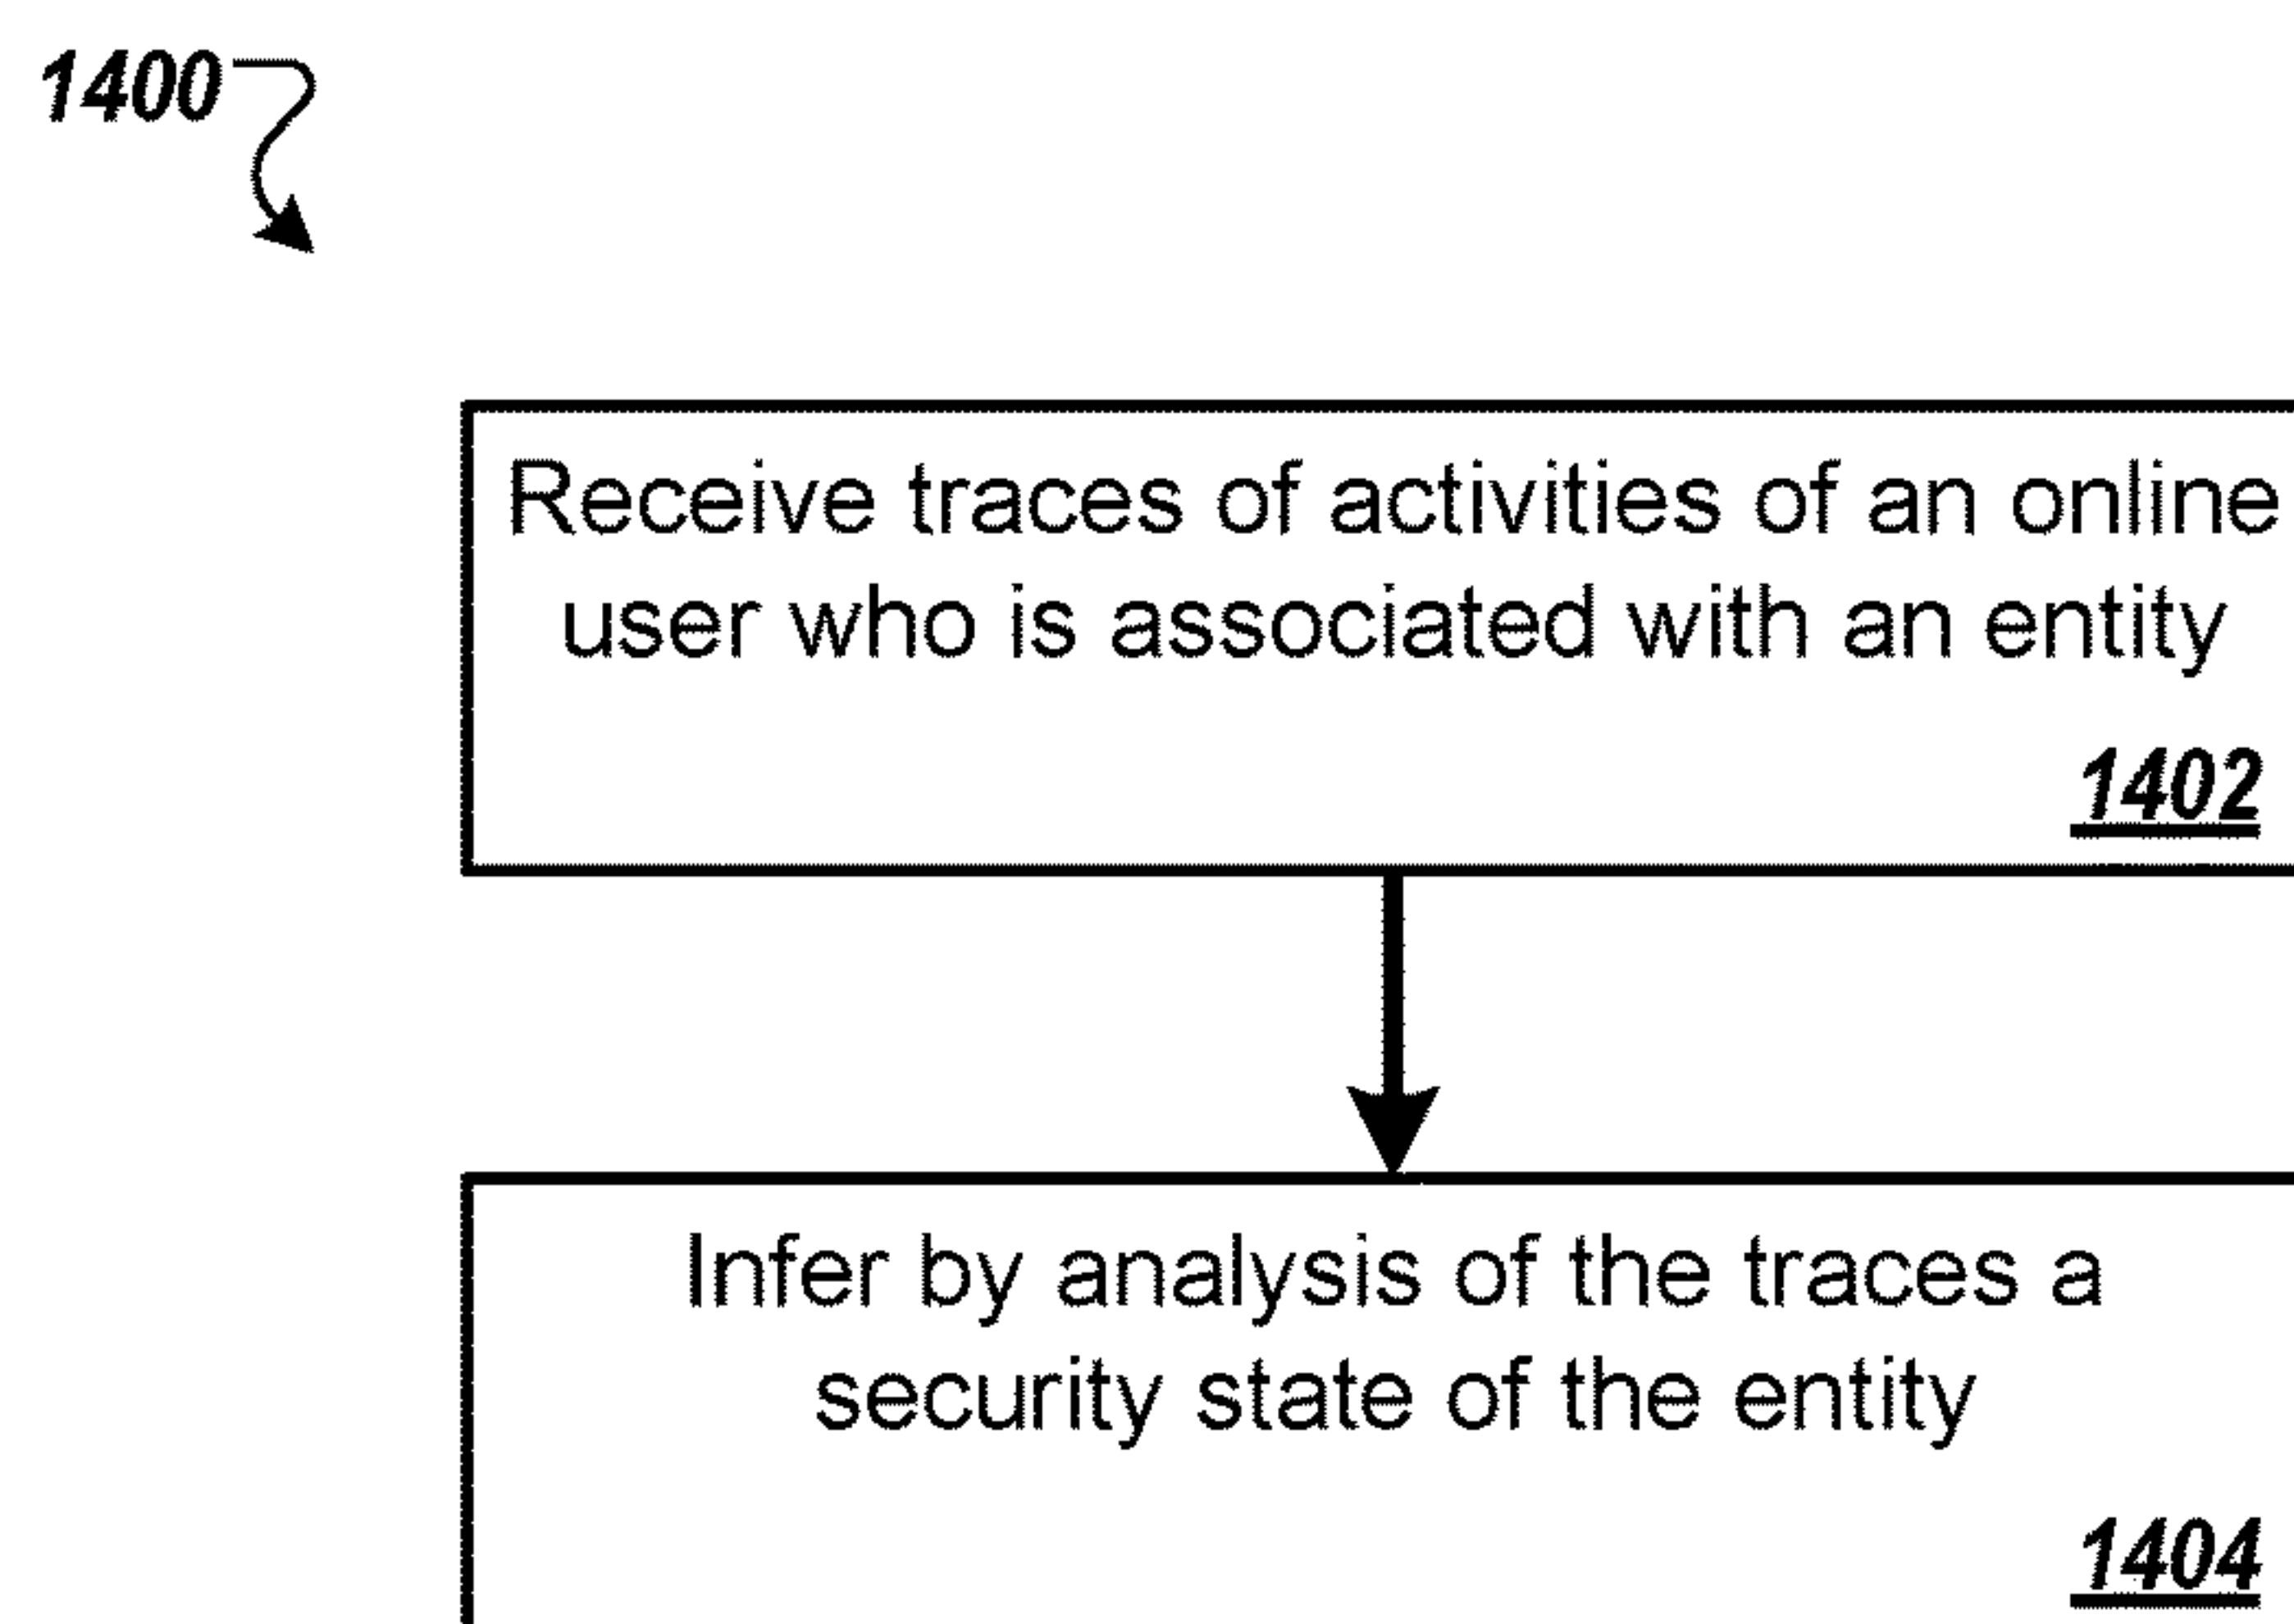 1400
Receive traces of activities of an online
user who is associated with an entity
1402
Infer by analysis of the traces a
security state of the entity
1404